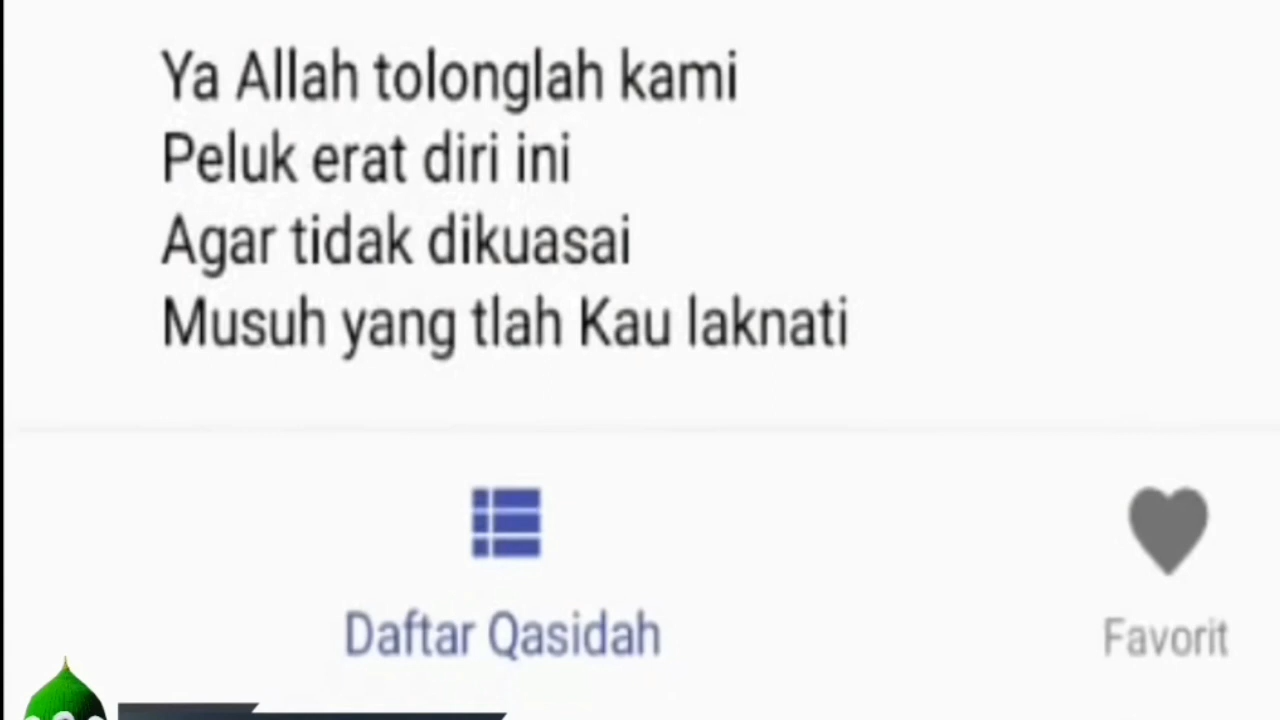 Ya Allah tolonglah kami
Peluk erat diri ini
Agar tidak dikuasai
Musuh yang tlah Kau laknati
Daftar Qasidah
Favorit